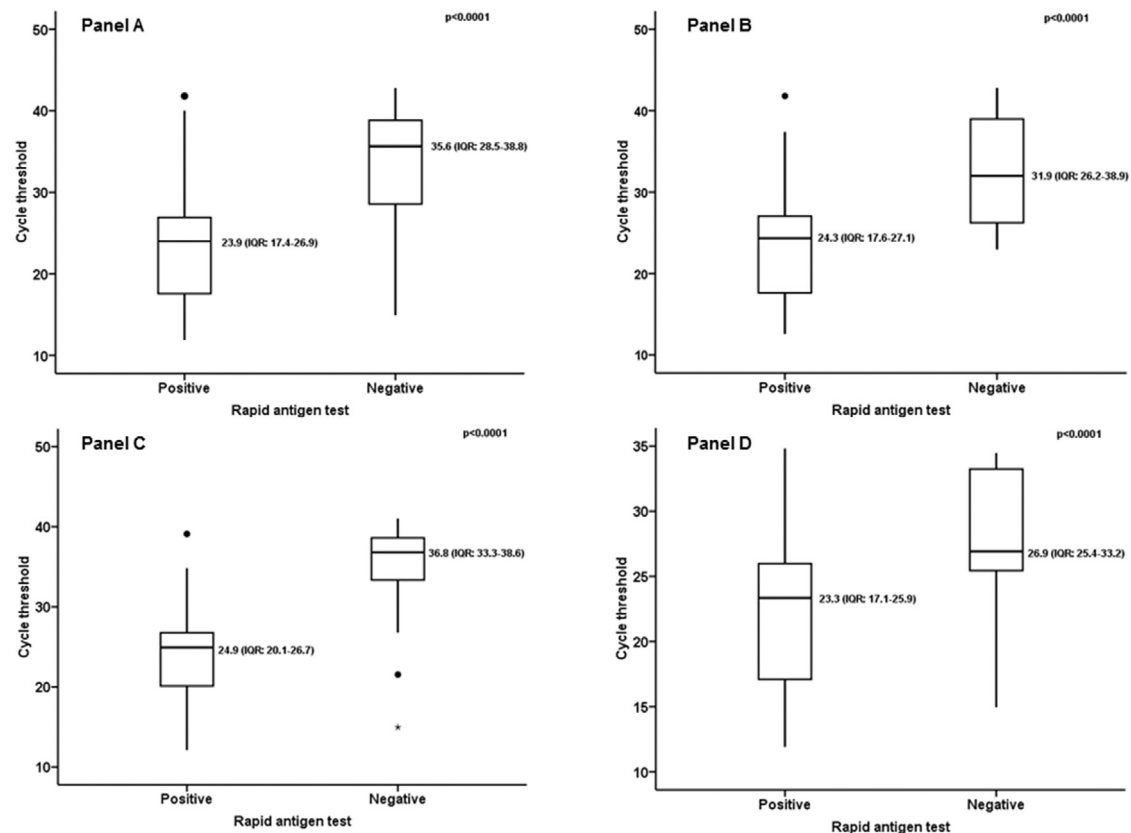 Panel A
p<0.0001
50
40
30
20
10
Cycle threshold
35.6 (IQR: 28.5-38.8)
23.9 (IQR: 17.4-26.9)
Positive
Negative
Rapid antigen test
Panel B
p<0.0001
50
40
30
20
10
Cycle threshold
31.9 (IQR: 26.2-38.9)
24.3 (IQR: 17.6-27.1)
Positive
Negative
Rapid antigen test
Panel C
p<0.0001
50
40
30
20
10
Cycle threshold
36.8 (IQR: 33.3-38.6)
24.9 (IQR: 20.1-26.7)
Positive
Negative
Rapid antigen test
Panel D
p<0.0001
35
30
25
20
15
10
Cycle threshold
26.9 (IQR: 25.4-33.2)
23.3 (IQR: 17.1-25.9)
Positive
Negative
Rapid antigen test